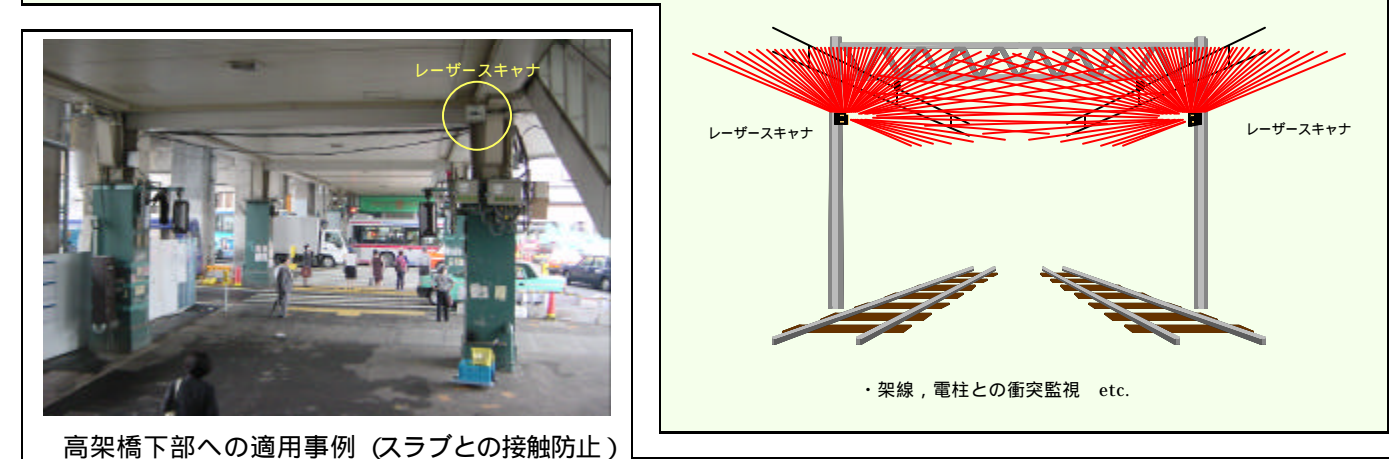 レーザースキャナ
高架橋下部への適用事例 (スラブとの接触防止)
レーザースキャナ
レーザースキャナ
・架線，電柱との衝突監視　etc.